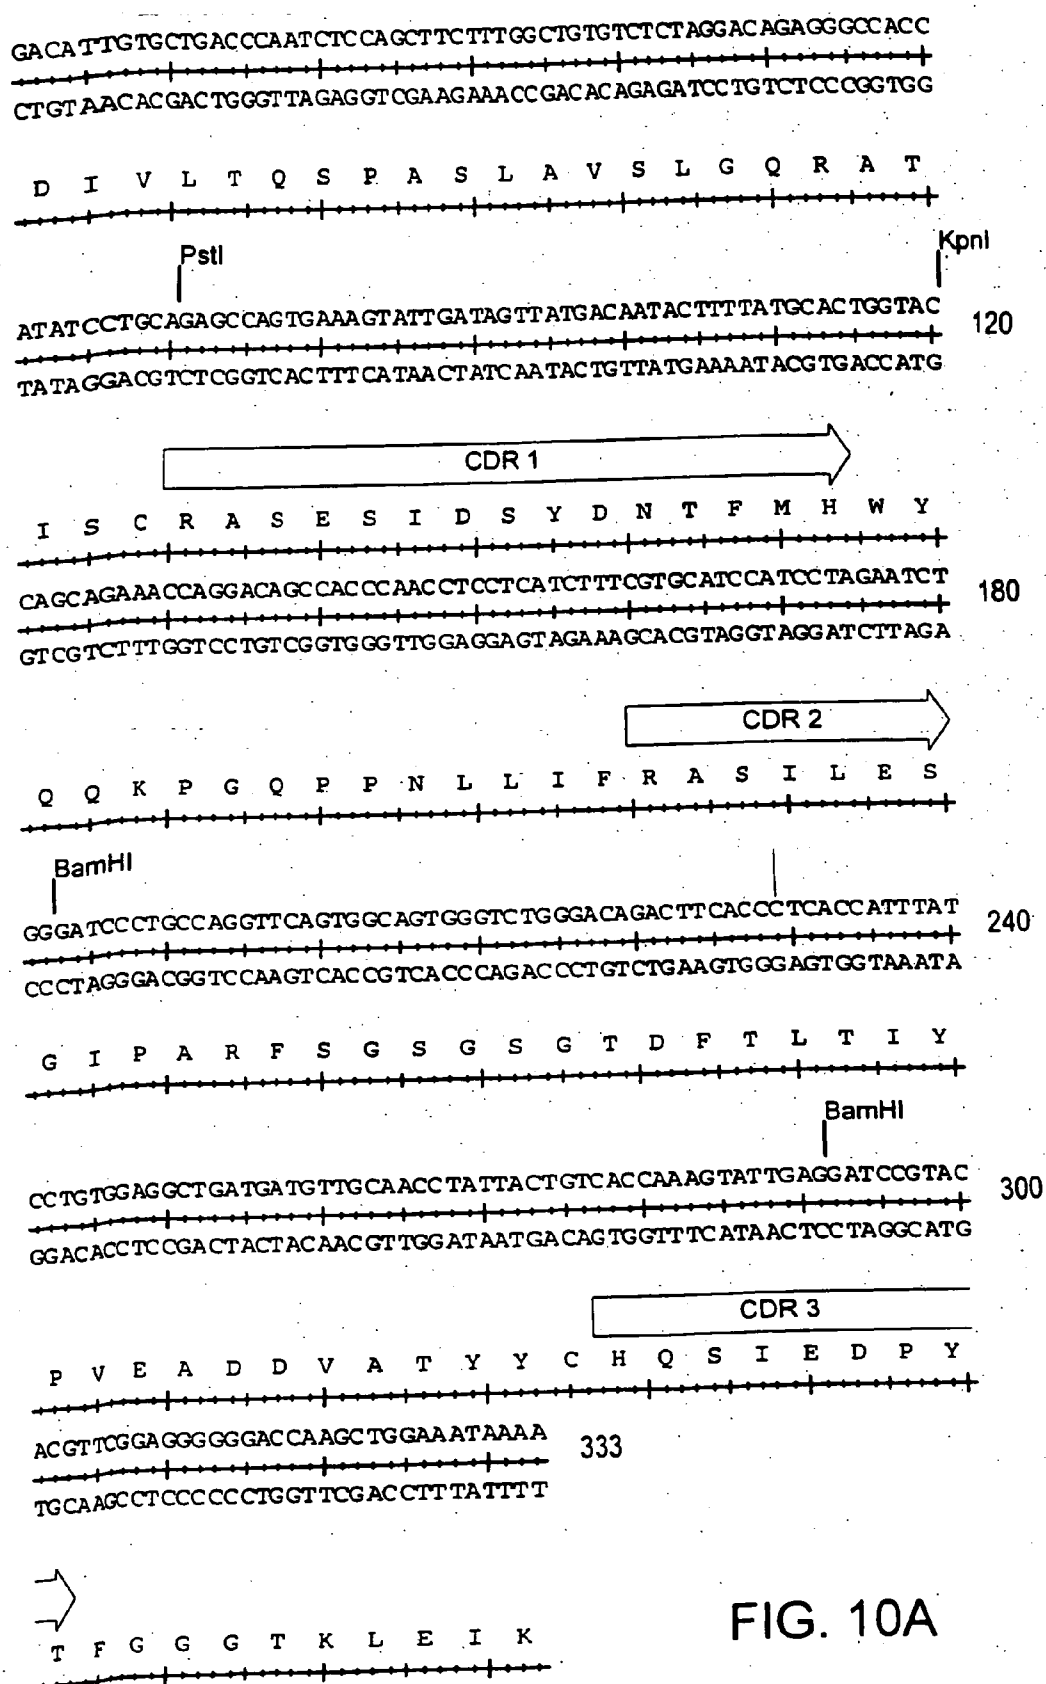 GACATTGTGCTGACCCAATCTCCAGCTTCTTTGGCTGTGTCTCTAGGACAGAGGGCCACC
CTGTAACACGACTGGGTTAGAGGTCGAAGAAACCGACACAGAGATCCTGTCTCCCGGTGG
D I V L T Q S P A S L A V S L G Q R A T
PstI KpnI
ATATCCTGCAGAGCCAGTGAAAGTATTGATAGTTATGACAATACTTTTATGCACTGGTAC 120
TATAGGACGTCTCGGTCACTTTCATAACTATCAATACTGTTATGAAAATACGTGACCATG
CDR 1
I S C R A S E S I D S Y D N T F M H W Y
CAGCAGAAACCAGGACAGCCACCCAACCTCCTCATCTTTCGTGCATCCATCCTAGAATCT 180
GTCGTCTTTGGTCCTGTCGGTGGGTTGGAGGAGTAGAAAGCACGTAGGTAGGATCTTAGA
CDR 2
Q Q K P G Q P P N L L I F R A S I L E S
BamHI
GGGATCCCTGCCAGGTTCAGTGGCAGTGGGTCTGGGACAGACTTCACCCTCACCATTTAT 240
CCCTAGGGACGGTCCAAGTCACCGTCACCCAGACCCTGTCTGAAGTGGGAGTGGTAAATA
G I P A R F S G S G S G T D F T L T I Y
BamHI
CCTGTGGAGGCTGATGATGTTGCAACCTATTACTGTCACCAAAGTATTGAGGATCCGTAC 300
GGACACCTCCGACTACTACAACGTTGGATAATGACAGTGGTTTCATAACTCCTAGGCATG
CDR 3
P V E A D D V A T Y Y C H Q S I E D P Y
ACGTTCGGAGGGGGGACCAAGCTGGAAATAAAA 333
TGCAAGCCTCCCCCCTGGTTCGACCTTTATTTT
T F G G G T K L E I K
FIG. 10A